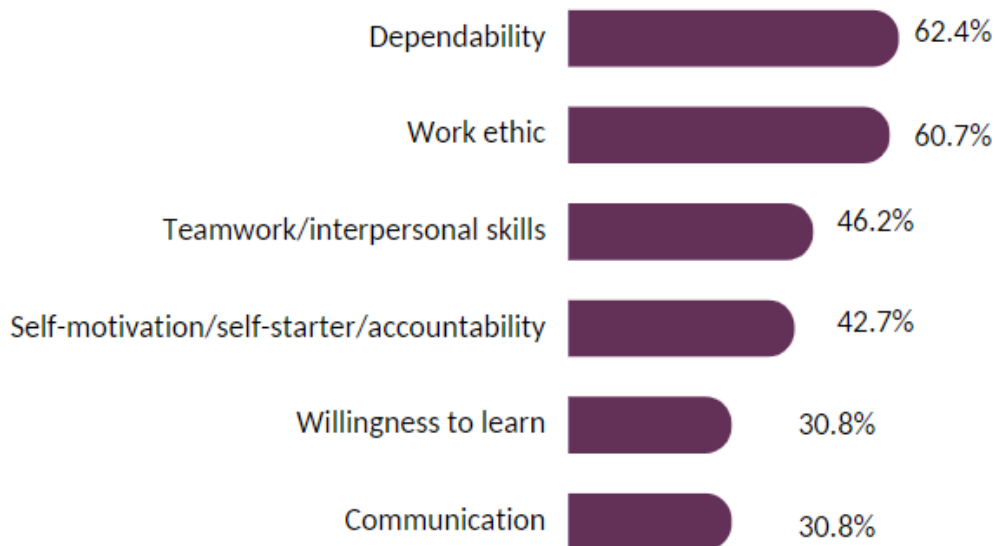 Dependability 62.4%
Work ethic 60.7%
Teamwork/interpersonal skills 46.2%
Self-motivation/self-starter/accountability 42.7%
Willingness to learn 30.8%
Communication 30.8%